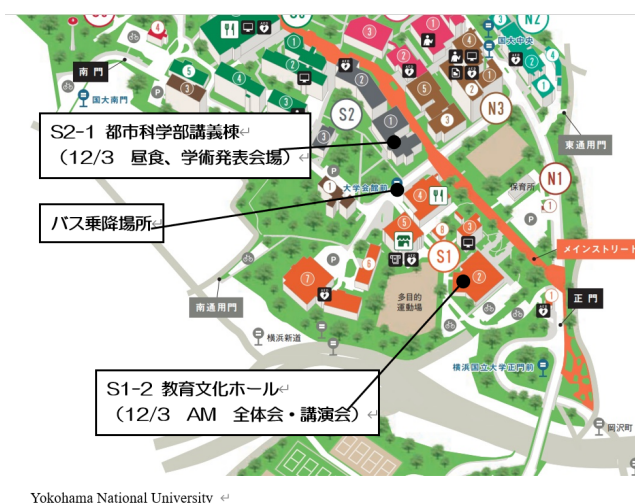 N2
国大中央
南門
国大南門
S2-1 都市科学部講義棟
（12/3　昼食、学術発表会場）
S2
N3
東通用門
大学会館前
N1
保育所
バス乗降場所
メインストリート
S1
正門
南通用門
多目的
運動場
横浜新道
横浜国立大学正門前
S1-2 教育文化ホール
（12/3　AM　全体会・講演会）
岡沢町
Yokohama National University